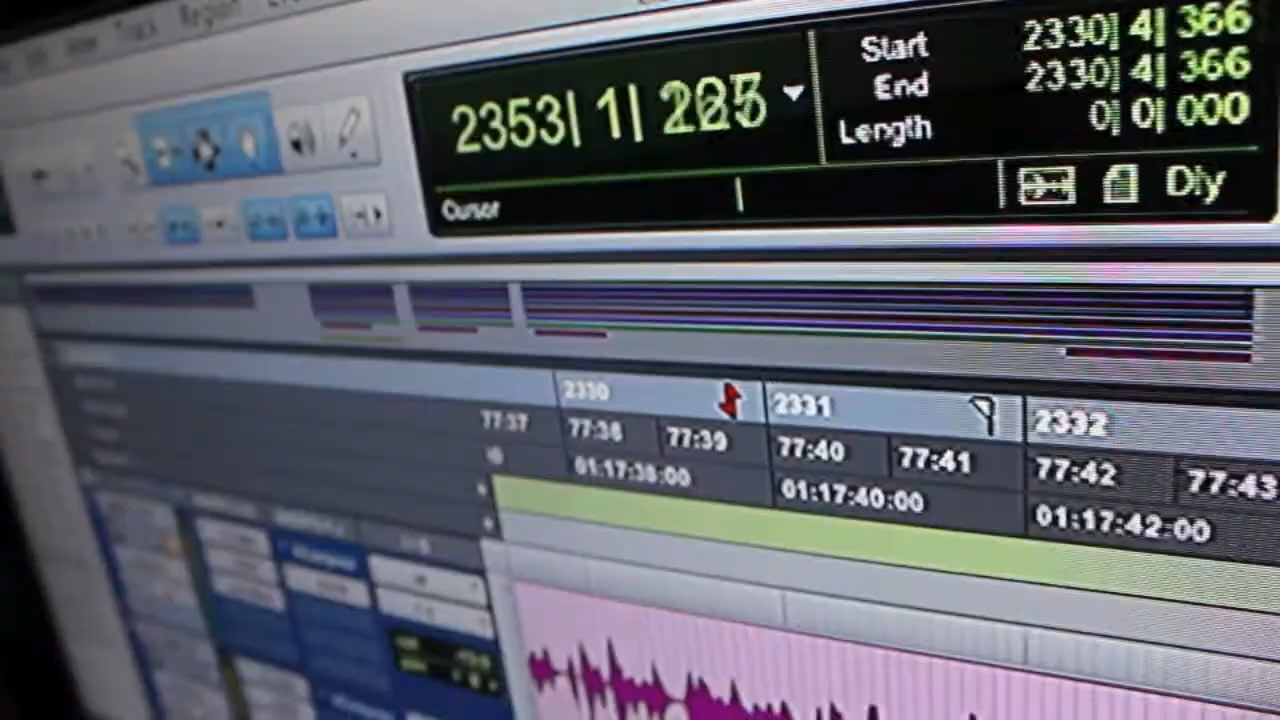 Track Region
2353| 1|
Start 2330| 4| 366
End 2330| 4| 366
Length 0| 0| 000
Cursor
Dly
2330 2331 2332
77:37 77:38 77:39 77:40 77:41 77:42 77:43
01:17:38:00 01:17:40:00 01:17:42:00